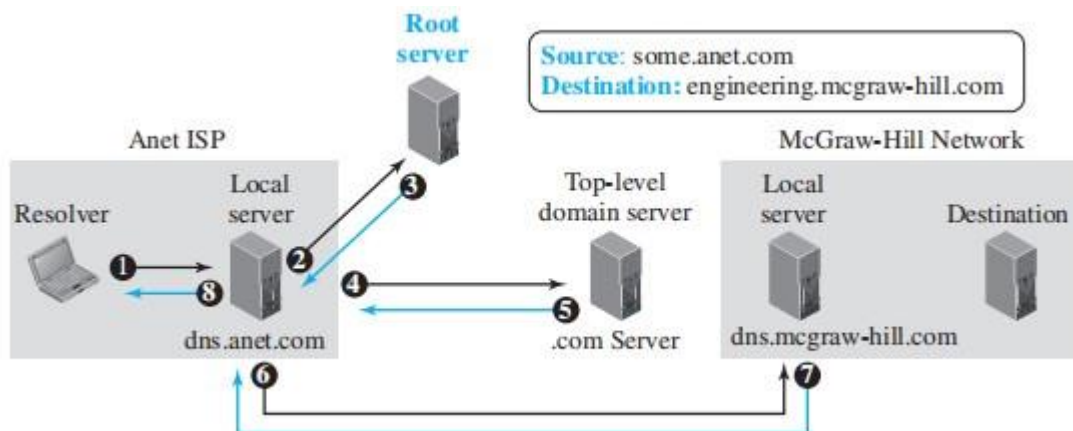 Root
server
Source: some.anet.com
Destination: engineering.mcgraw-hill.com
Anet ISP
McGraw-Hill Network
Resolver
Local
server
Top-level
domain server
Local
server
Destination
1
2
3
4
5
8
dns.anet.com
.com Server
dns.mcgraw-hill.com
6
7